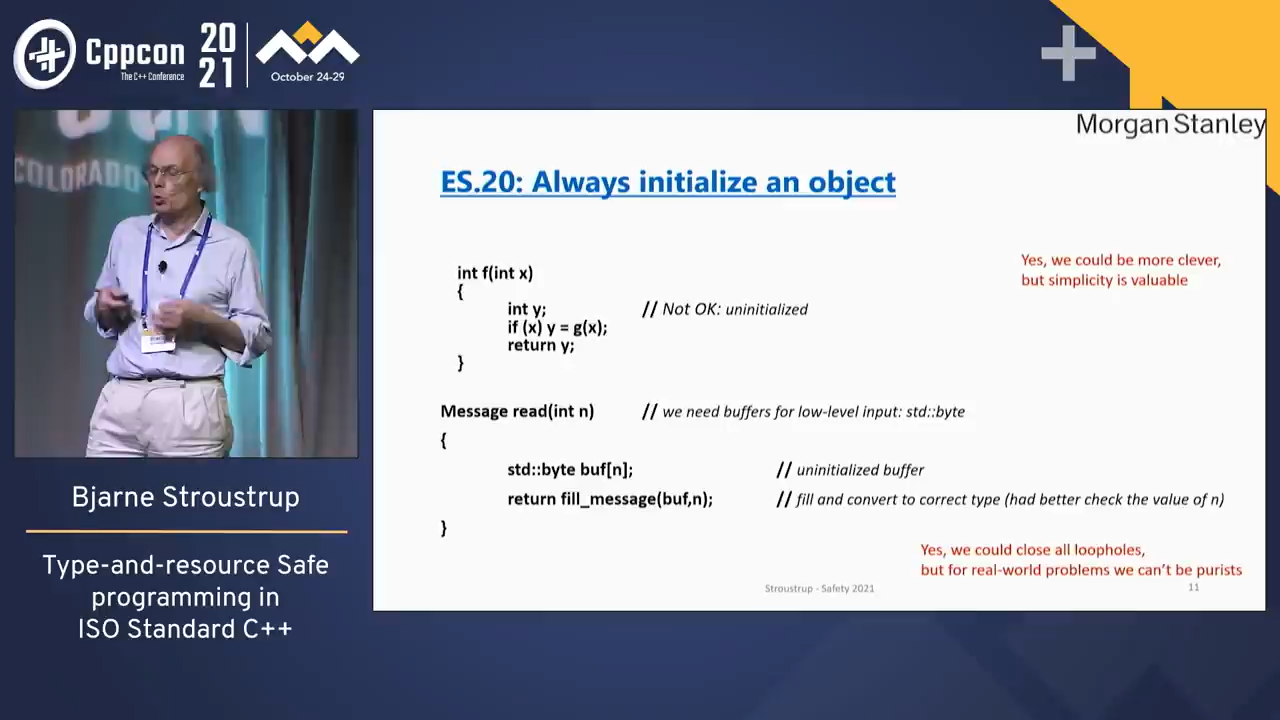 Cppcon
The C++ Conference
20
21
October 24-29
COLORADO
Morgan Stanley
ES.20: Always initialize an object
Yes, we could be more clever,
but simplicity is valuable
int f(int x)
{
int y; // Not OK: uninitialized
if (x) y = g(x);
return y;
}
Message read(int n) // we need buffers for low-level input: std::byte
{
std::byte buf[n]; // uninitialized buffer
return fill_message(buf,n); // fill and convert to correct type (had better check the value of n)
}
Yes, we could close all loopholes,
but for real-world problems we can't be purists
Stroustrup - Safety 2021
11
Bjarne Stroustrup
Type-and-resource Safe
programming in
ISO Standard C++